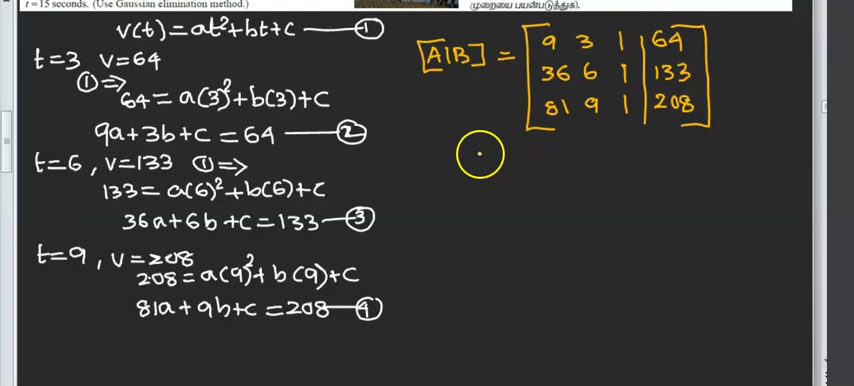 t = 15 seconds. (Use Gaussian elimination method.)
முறையை பயன்படுத்துக).
v(t) = at²+bt+c —①
t=3 v=64
①⇒
64 = a(3)²+b(3)+c
9a+3b+c = 64 —②
t=6, v=133 ①⇒
133 = a(6)²+b(6)+c
36a+6b+c=133—③
t=9, v=208
208=a(9)²+b(9)+c
81a+9b+c=208—④
[A|B] =
9 3 1 | 64
36 6 1 | 133
81 9 1 | 208